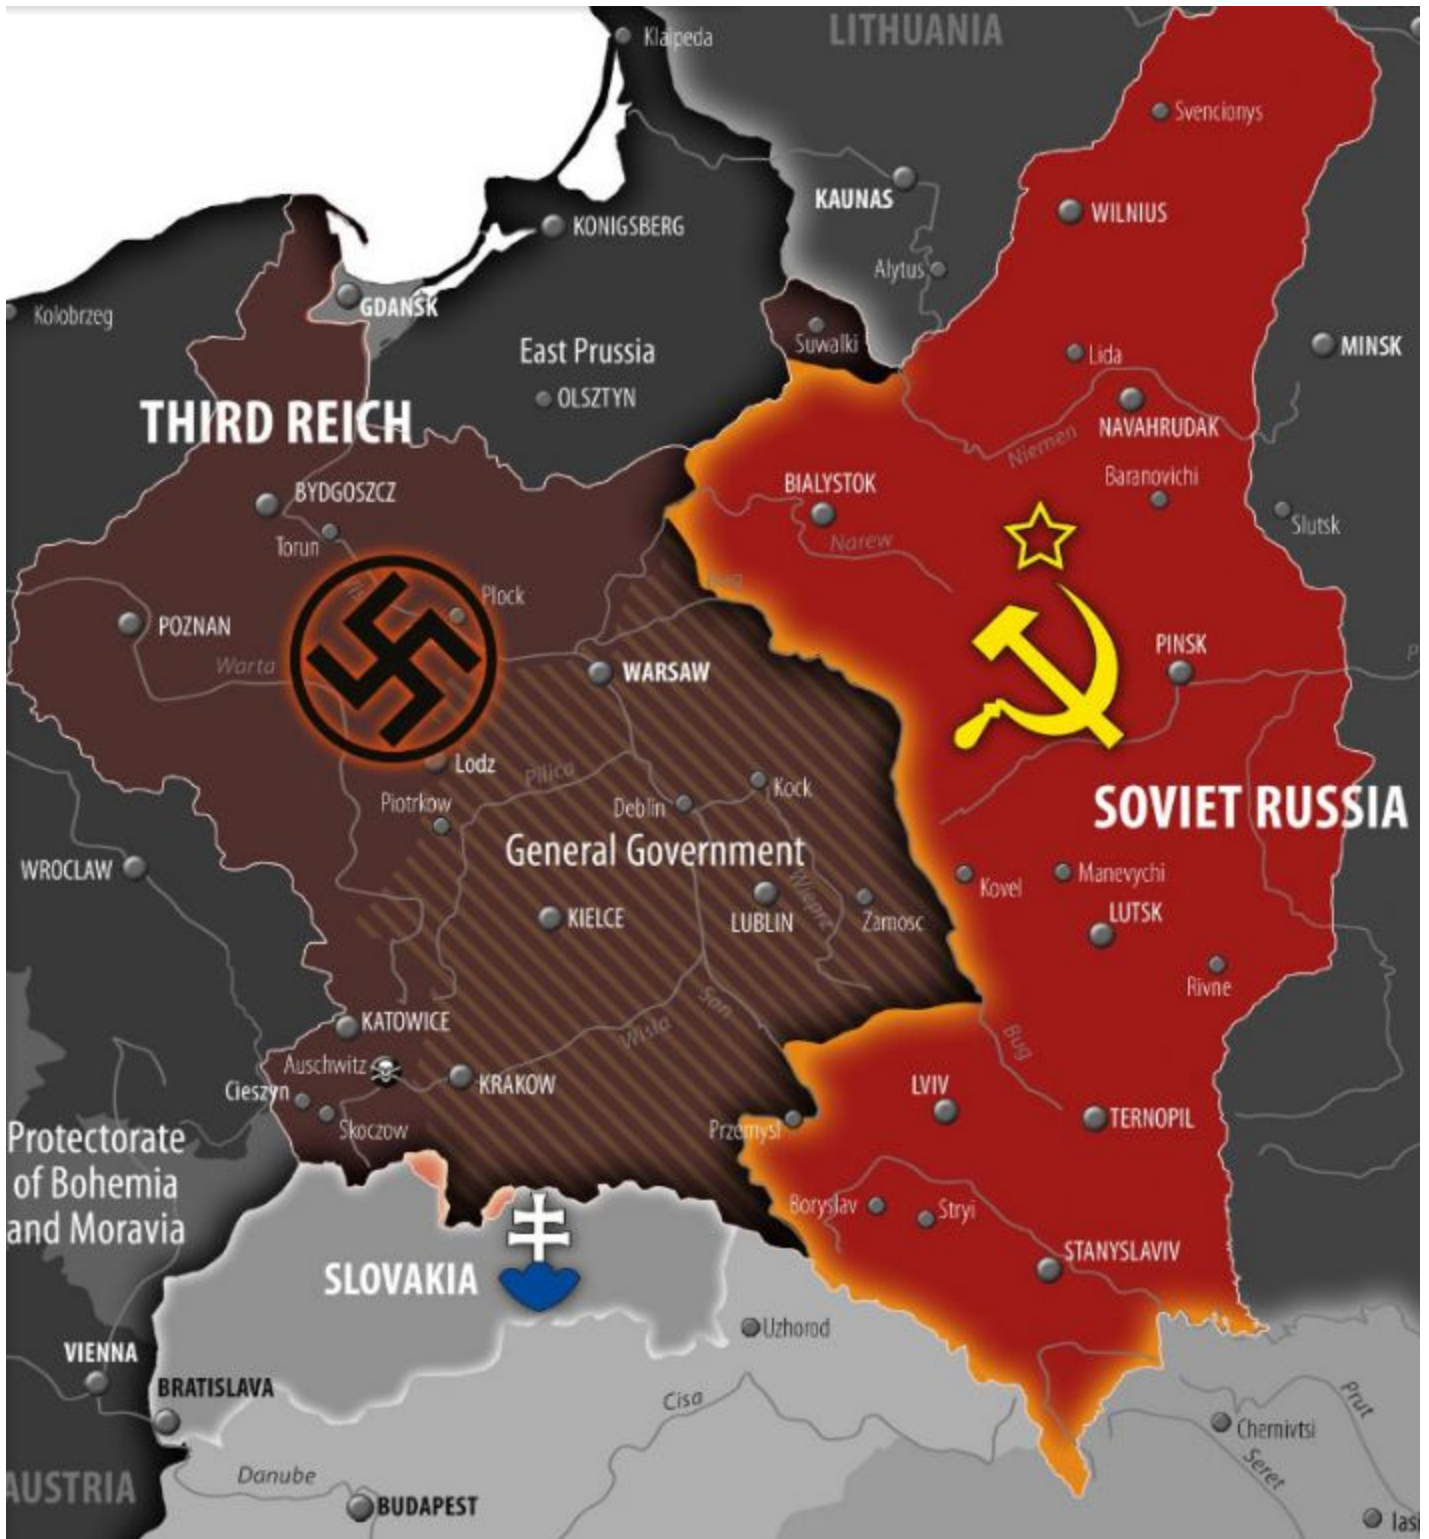 LITHUANIA
Klaipeda
Svencionys
KAUNAS
WILNIUS
KONIGSBERG
Alytus
GDAŃSK
Kolobrzeg
East Prussia
Suwalki
MINSK
Lida
OLSZTYN
THIRD REICH
NAVAHRUDAK
Niemen
BIALYSTOK
Baranovichi
BYDGOSZCZ
Slutsk
Torun
Narew
Plock
POZNAN
PINSK
Warta
WARSAW
Lodz
Pilica
Kock
Piotrkow
Deblin
SOVIET RUSSIA
General Government
WROCLAW
Kovel
Manevychi
Wieprz
KIELCE
LUBLIN
Zamosc
LUTSK
Rivne
San
KATOWICE
Wisla
Bug
Auschwitz
KRAKOW
LVIV
Cieszyn
TERNOPIL
Skoczow
Przemysl
Protectorate
of Bohemia
and Moravia
Boryslav
Stryi
STANYSLAVIV
SLOVAKIA
Uzhorod
VIENNA
BRATISLAVA
Cisa
Prut
Chernivtsi
Seret
AUSTRIA
Danube
BUDAPEST
Iasi